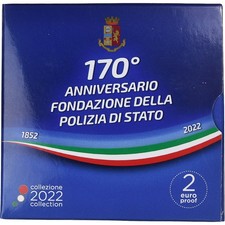 170°
ANNIVERSARIO
FONDAZIONE DELLA
POLIZIA DI STATO
1852
2022
collezione
2022
collection
2
euro
proof